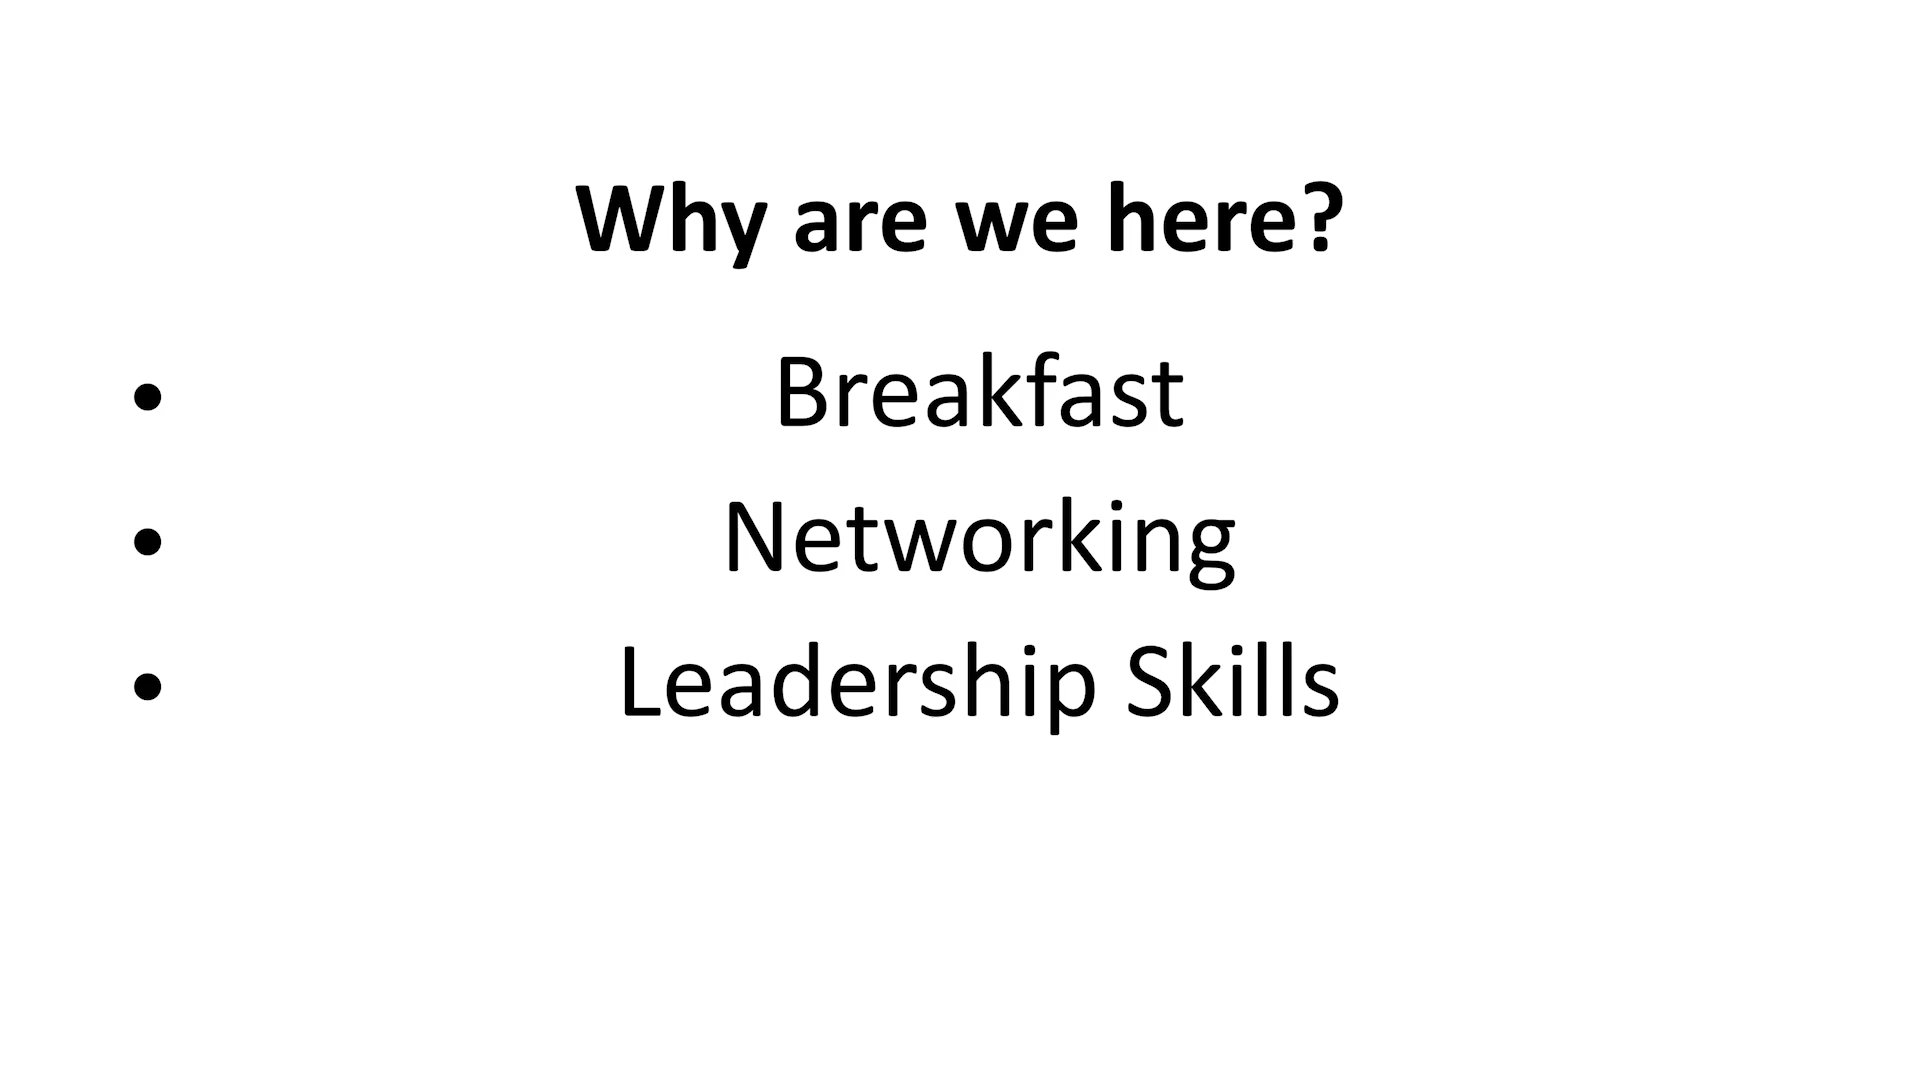 Why are we here?
• Breakfast
• Networking
• Leadership Skills